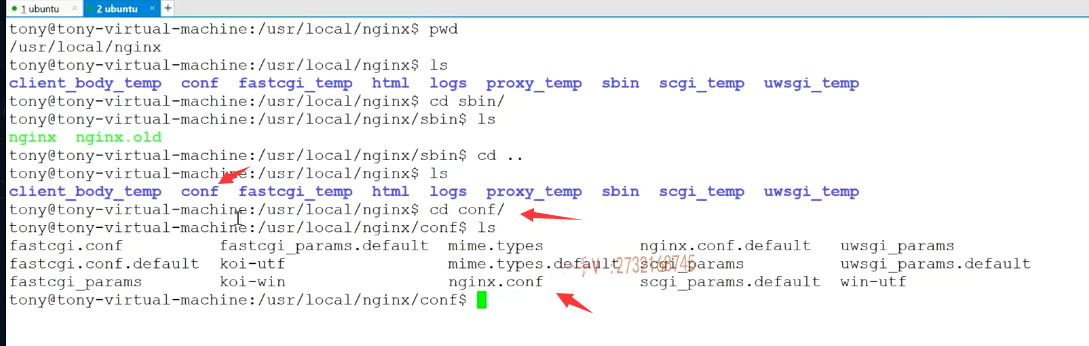 1 ubuntu × 2 ubuntu × +
tony@tony-virtual-machine:/usr/local/nginx$ pwd
/usr/local/nginx
tony@tony-virtual-machine:/usr/local/nginx$ ls
client_body_temp conf fastcgi_temp html logs proxy_temp sbin scgi_temp uwsgi_temp
tony@tony-virtual-machine:/usr/local/nginx$ cd sbin/
tony@tony-virtual-machine:/usr/local/nginx/sbin$ ls
nginx nginx.old
tony@tony-virtual-machine:/usr/local/nginx/sbin$ cd ..
tony@tony-virtual-machine:/usr/local/nginx$ ls
client_body_temp conf fastcgi_temp html logs proxy_temp sbin scgi_temp uwsgi_temp
tony@tony-virtual-machine:/usr/local/nginx$ cd conf/
tony@tony-virtual-machine:/usr/local/nginx/conf$ ls
fastcgi.conf fastcgi_params.default mime.types nginx.conf.default uwsgi_params
fastcgi.conf.default koi-utf mime.types.default scgi_params uwsgi_params.default
fastcgi_params koi-win nginx.conf scgi_params.default win-utf
tony@tony-virtual-machine:/usr/local/nginx/conf$